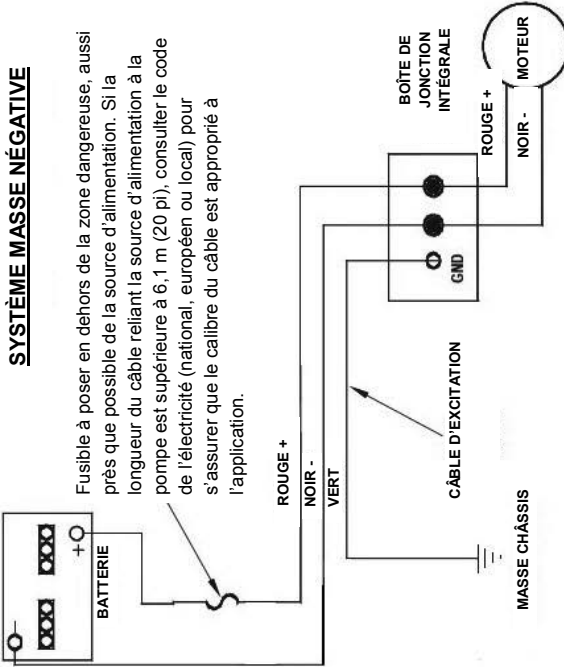 SYSTÈME MASSE NÉGATIVE
Fusible à poser en dehors de la zone dangereuse, aussi
près que possible de la source d'alimentation. Si la
longueur du câble reliant la source d'alimentation à la
pompe est supérieure à 6,1 m (20 pi), consulter le code
de l'électricité (national, européen ou local) pour
s'assurer que le calibre du câble est approprié à
l'application.
-
+
BATTERIE
ROUGE +
NOIR -
VERT
CÂBLE D'EXCITATION
MASSE CHÂSSIS
BOÎTE DE
JONCTION
INTÉGRALE
GND
ROUGE +
NOIR -
MOTEUR